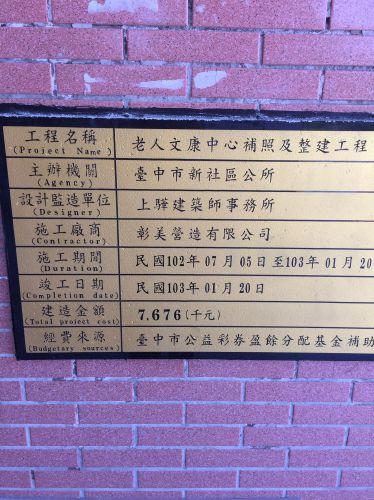 工程名稱 老人文康中心補照及整建工程
(Project Name)
主辦機關 臺中市新社區公所
(Agency)
設計監造單位 上驊建築師事務所
(Designer)
施工廠商 彰美營造有限公司
(Contractor)
施工期間 民國102年07月05日至103年01月20
(Duration)
竣工日期 民國103年01月20日
(Completion date)
建造金額 7,676(千元)
(Total project cost)
經費來源 臺中市公益彩券盈餘分配基金補助
(Budgetary sources)